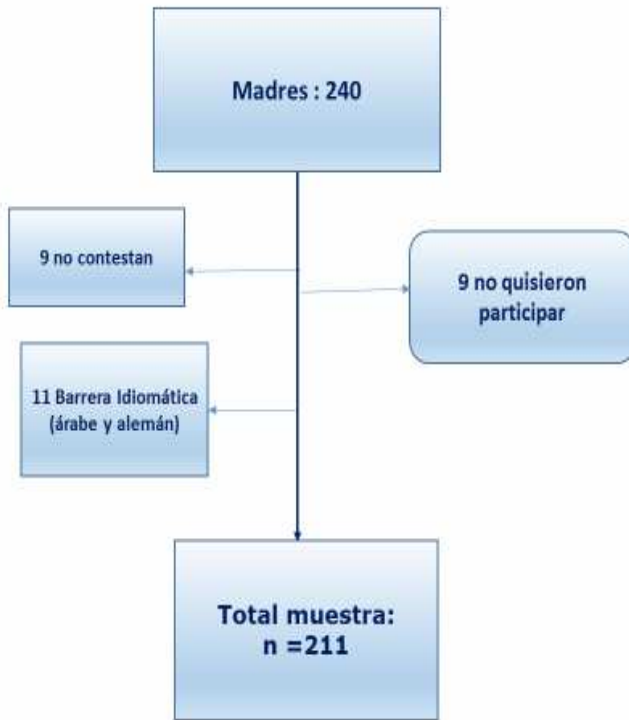 Madres : 240
9 no contestan
9 no quisieron
participar
11 Barrera Idiomática
(árabe y alemán)
Total muestra:
n =211